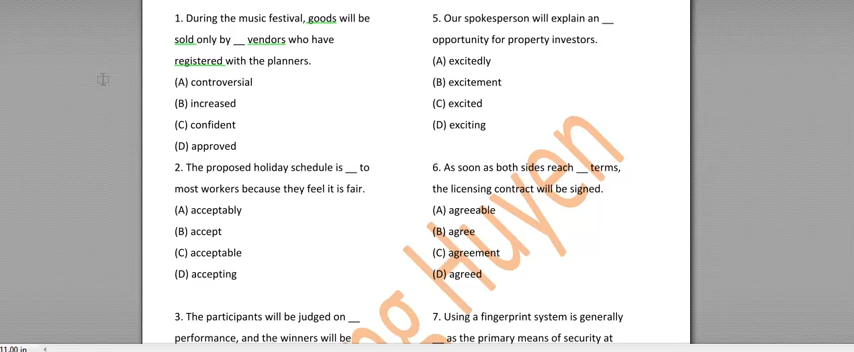 1. During the music festival, goods will be
sold only by __ vendors who have
registered with the planners.
(A) controversial
(B) increased
(C) confident
(D) approved
2. The proposed holiday schedule is __ to
most workers because they feel it is fair.
(A) acceptably
(B) accept
(C) acceptable
(D) accepting
3. The participants will be judged on __
performance, and the winners will be
5. Our spokesperson will explain an __
opportunity for property investors.
(A) excitedly
(B) excitement
(C) excited
(D) exciting
6. As soon as both sides reach __ terms,
the licensing contract will be signed.
(A) agreeable
(B) agree
(C) agreement
(D) agreed
7. Using a fingerprint system is generally
__ as the primary means of security at
ng Huyen
11.00 in